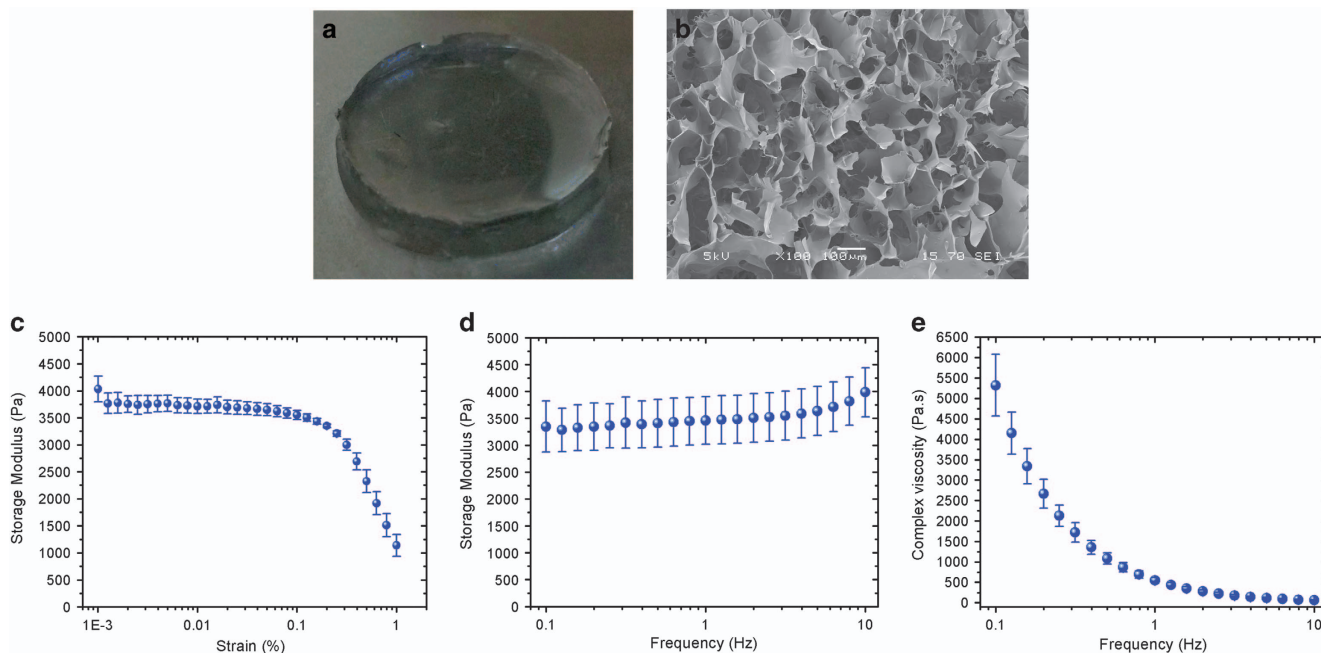 a
b
5kV X100 100μm 15 70 SEI
c
5000
4500
4000
3500
3000
2500
2000
1500
1000
500
0
Storage Modulus (Pa)
1E-3 0.01 0.1 1
Strain (%)
d
5000
4500
4000
3500
3000
2500
2000
1500
1000
500
0
Storage Modulus (Pa)
0.1 1 10
Frequency (Hz)
e
6500
6000
5500
5000
4500
4000
3500
3000
2500
2000
1500
1000
500
0
Complex viscosity (Pa.s)
0.1 1 10
Frequency (Hz)